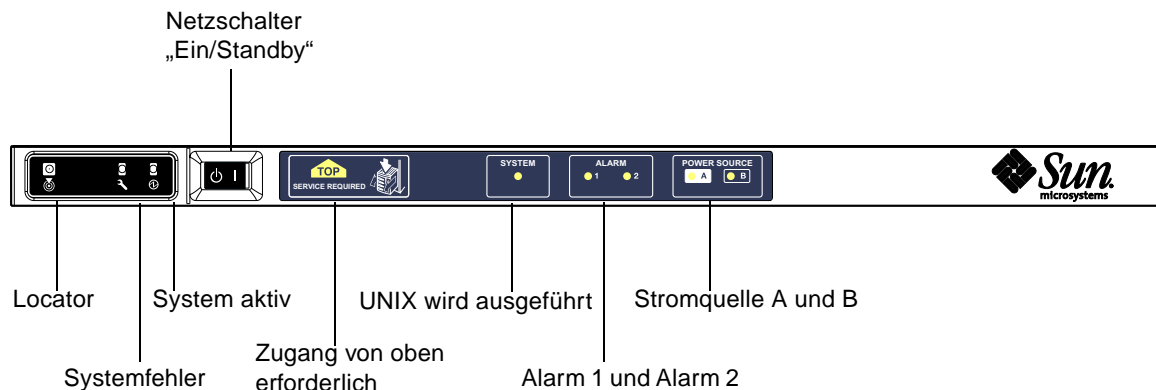 Netzschalter
„Ein/Standby“
TOP
SERVICE REQUIRED
SYSTEM
ALARM
1 2
POWER SOURCE
A B
Sun.
microsystems
Locator
System aktiv
UNIX wird ausgeführt
Stromquelle A und B
Systemfehler
Zugang von oben
erforderlich
Alarm 1 und Alarm 2